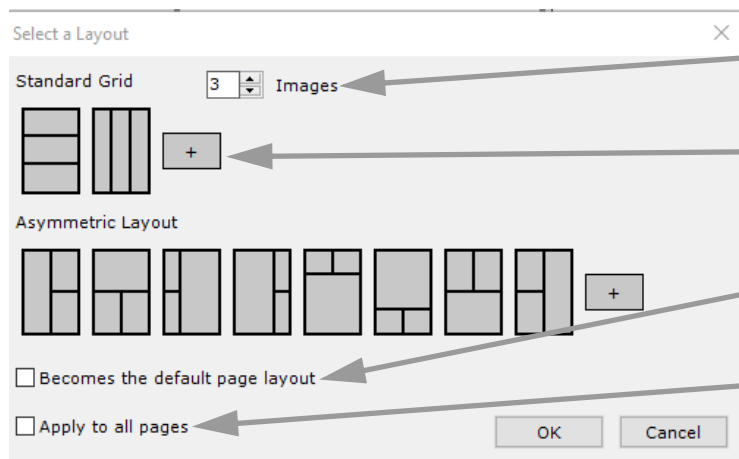 Select a Layout
Standard Grid 3 Images
+
Asymmetric Layout
+
Becomes the default page layout
Apply to all pages
OK Cancel